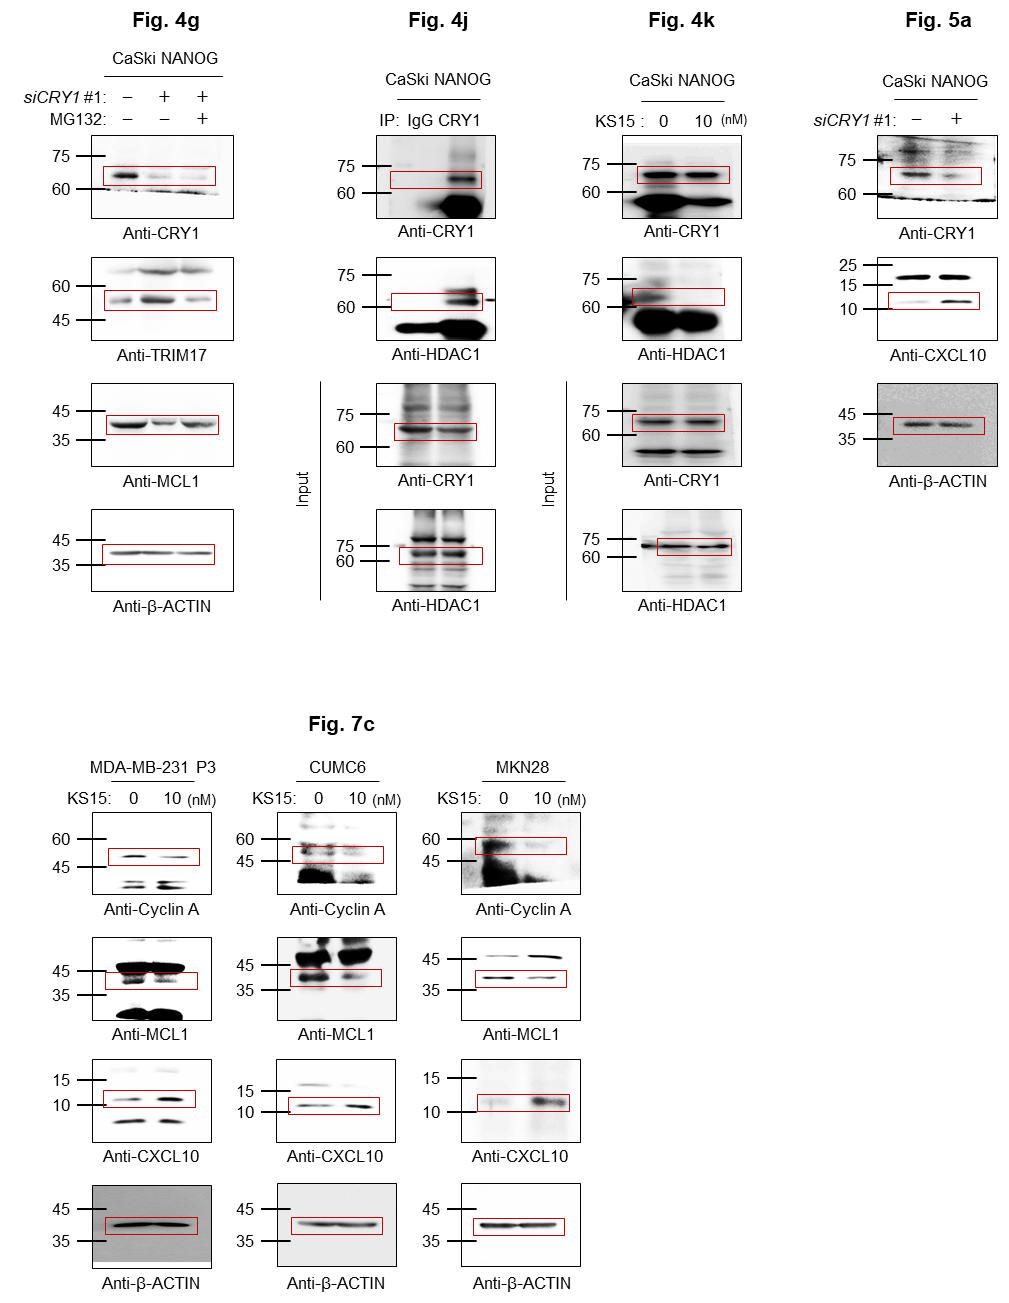 Fig. 4g
CaSki NANOG
siCRY1 #1: – + +
MG132: – – +
75
60
Anti-CRY1
60
45
Anti-TRIM17
45
35
Anti-MCL1
45
35
Anti-β-ACTIN
Fig. 4j
CaSki NANOG
IP: IgG CRY1
75
60
Anti-CRY1
75
60
Anti-HDAC1
Input
75
60
Anti-CRY1
75
60
Anti-HDAC1
Fig. 4k
CaSki NANOG
KS15 : 0 10 (nM)
75
60
Anti-CRY1
75
60
Anti-HDAC1
Input
75
60
Anti-CRY1
75
60
Anti-HDAC1
Fig. 5a
CaSki NANOG
siCRY1 #1: – +
75
60
Anti-CRY1
25
15
10
Anti-CXCL10
45
35
Anti-β-ACTIN
Fig. 7c
MDA-MB-231 P3
KS15: 0 10 (nM)
60
45
Anti-Cyclin A
45
35
Anti-MCL1
15
10
Anti-CXCL10
45
35
Anti-β-ACTIN
CUMC6
KS15: 0 10 (nM)
60
45
Anti-Cyclin A
45
35
Anti-MCL1
15
10
Anti-CXCL10
45
35
Anti-β-ACTIN
MKN28
KS15: 0 10 (nM)
60
45
Anti-Cyclin A
45
35
Anti-MCL1
15
10
Anti-CXCL10
45
35
Anti-β-ACTIN